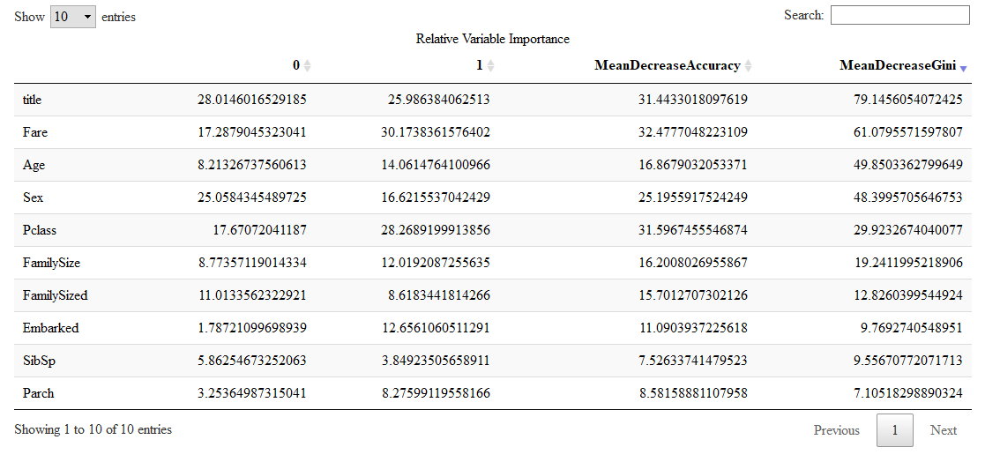 Show 10 entries Search:
Relative Variable Importance
0 1 MeanDecreaseAccuracy MeanDecreaseGini
title 28.0146016529185 25.986384062513 31.4433018097619 79.1456054072425
Fare 17.2879045323041 30.1738361576402 32.4777048223109 61.0795571597807
Age 8.21326737560613 14.0614764100966 16.8679032053371 49.8503362799649
Sex 25.0584345489725 16.6215537042429 25.1955917524249 48.3995705646753
Pclass 17.67072041187 28.2689199913856 31.5967455546874 29.9232674040077
FamilySize 8.77357119014334 12.0192087255635 16.2008026955867 19.2411995218906
FamilySized 11.0133562322921 8.6183441814266 15.7012707302126 12.8260399544924
Embarked 1.78721099698939 12.6561060511291 11.0903937225618 9.7692740548951
SibSp 5.86254673252063 3.84923505658911 7.52633741479523 9.55670772071713
Parch 3.25364987315041 8.27599119558166 8.58158881107958 7.10518298890324
Showing 1 to 10 of 10 entries Previous 1 Next